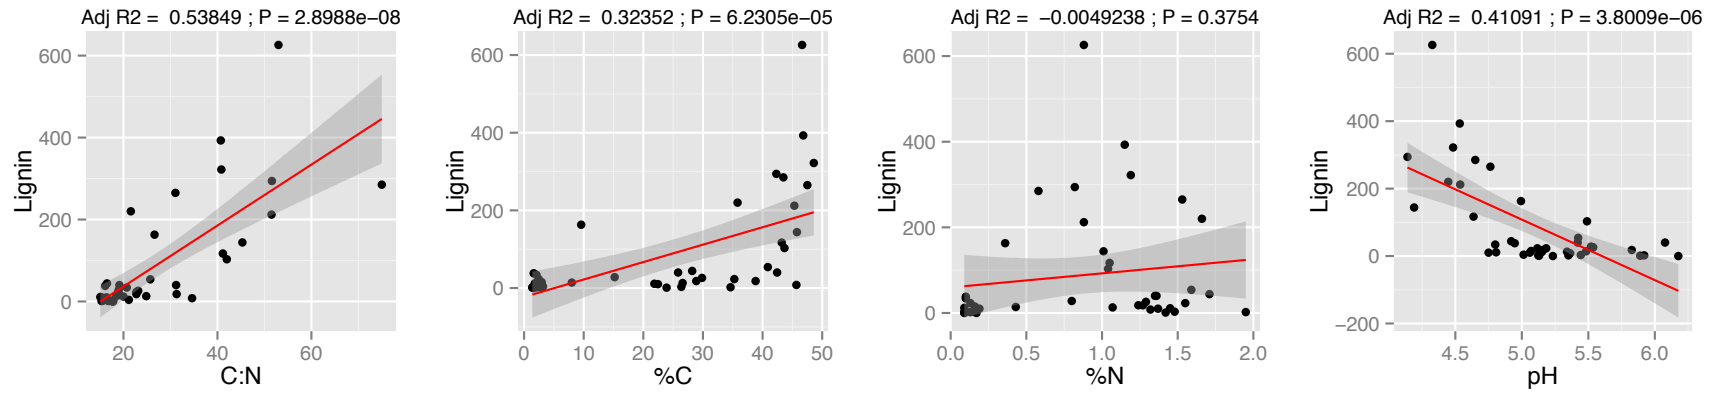 Adj R2 =  0.53849 ; P = 2.8988e−08
Lignin
600
400
200
0
20
40
60
C:N
Adj R2 =  0.32352 ; P = 6.2305e−05
Lignin
600
400
200
0
0
10
20
30
40
50
%C
Adj R2 =  −0.0049238 ; P = 0.3754
Lignin
600
400
200
0
0.0
0.5
1.0
1.5
2.0
%N
Adj R2 =  0.41091 ; P = 3.8009e−06
Lignin
600
400
200
0
−200
4.5
5.0
5.5
6.0
pH